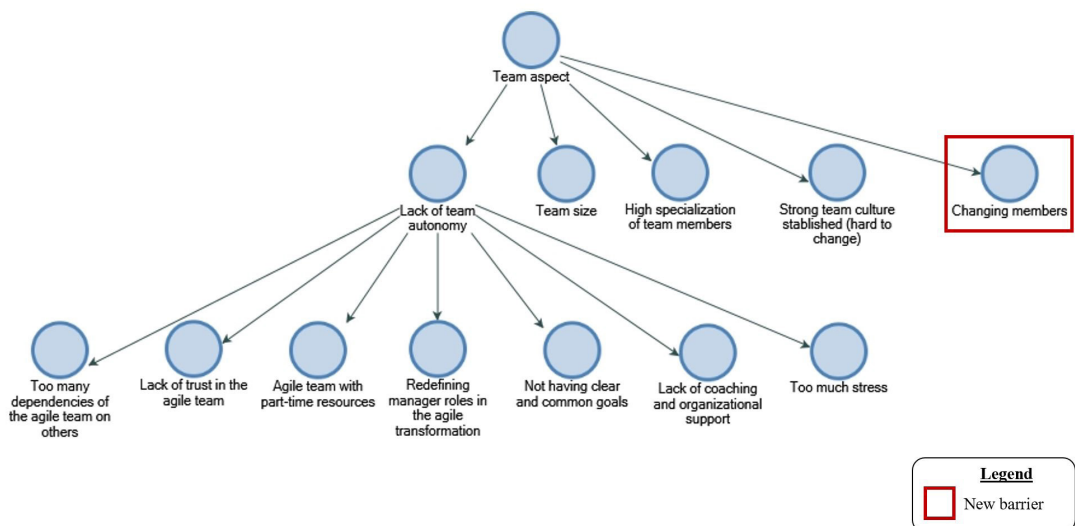 Team aspect
Lack of team
autonomy
Team size
High specialization
of team members
Strong team culture
stablished (hard to
change)
Changing members
Too many
dependencies of
the agile team on
others
Lack of trust in the
agile team
Agile team with
part-time resources
Redefining
manager roles in
the agile
transformation
Not having clear
and common goals
Lack of coaching
and organizational
support
Too much stress
Legend
New barrier